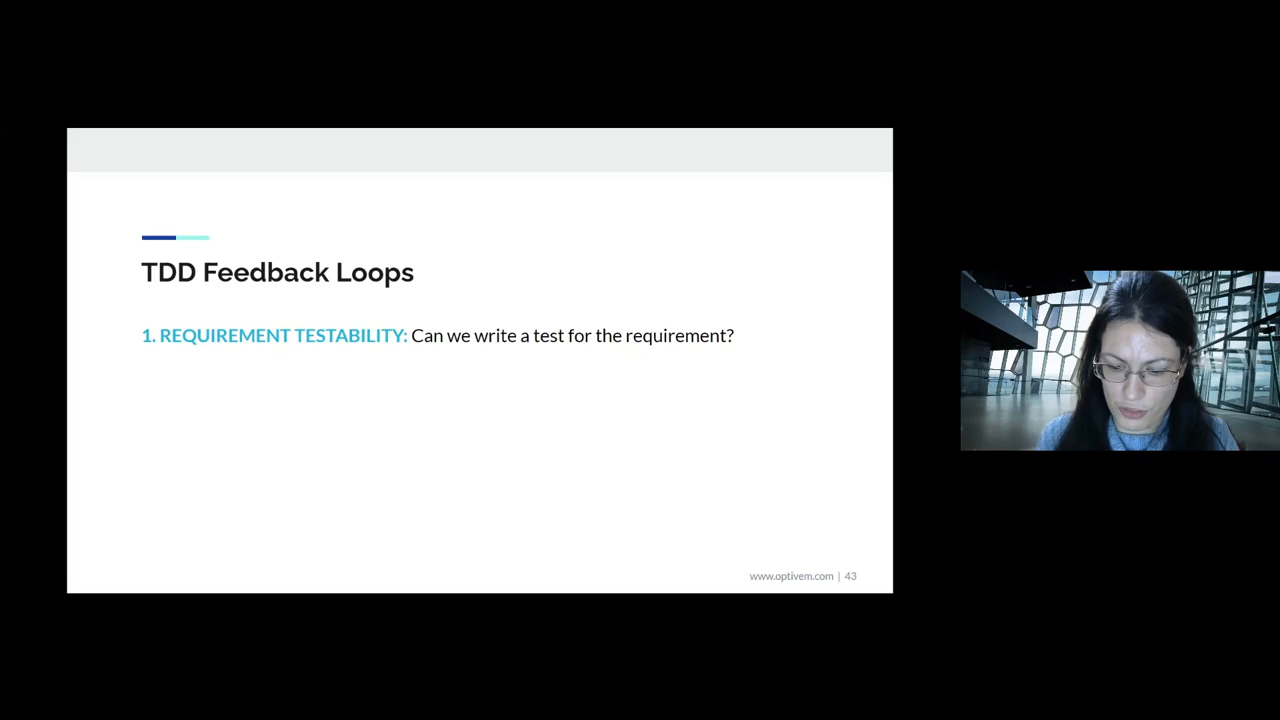 TDD Feedback Loops
1. REQUIREMENT TESTABILITY: Can we write a test for the requirement?
www.optivem.com | 43